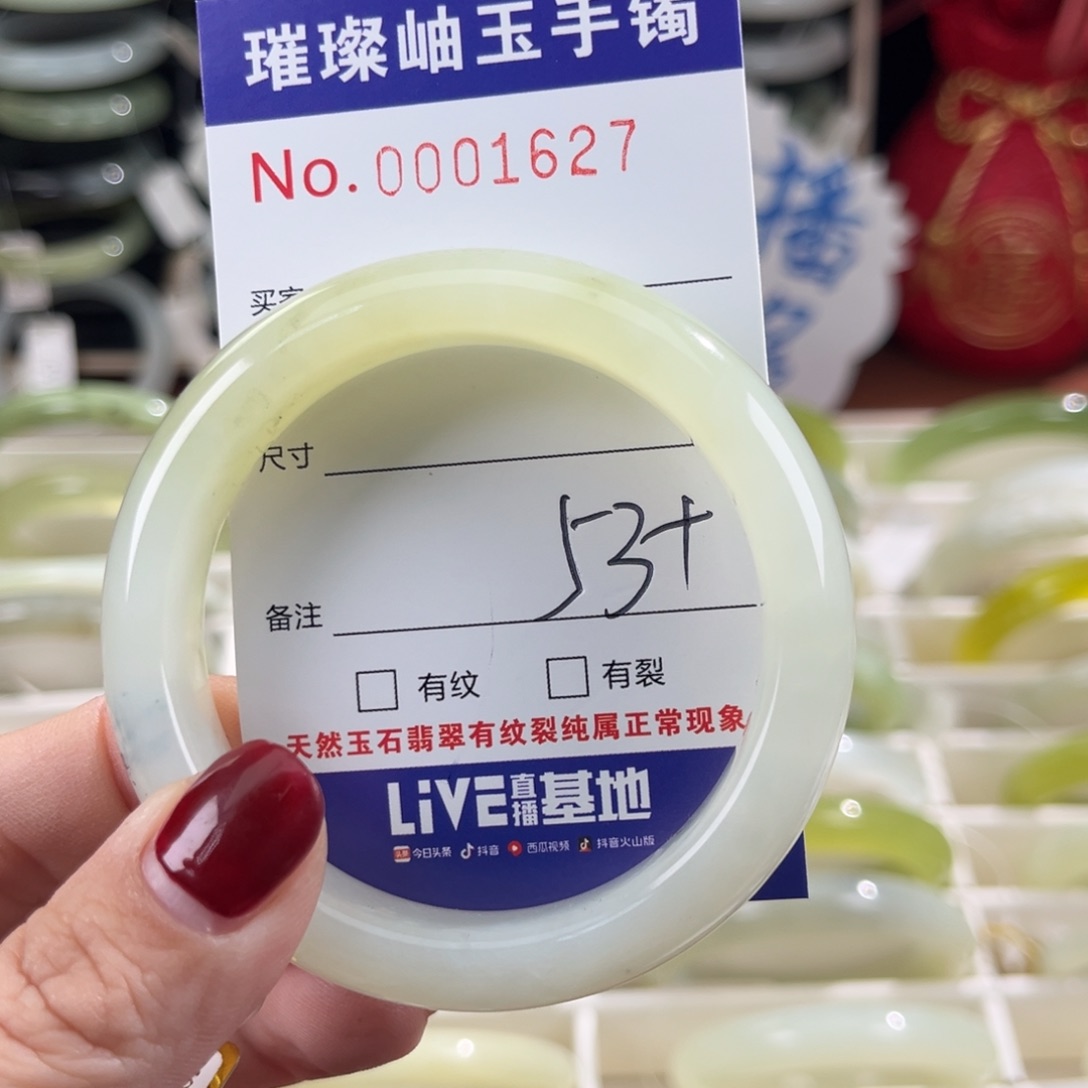 璀璨岫玉手镯
No. 0001627
买家
尺寸
53+
备注
有纹 有裂
天然玉石翡翠有纹裂纯属正常现象
LiVE直播基地
头条 今日头条 抖音 西瓜视频 抖音火山版
播